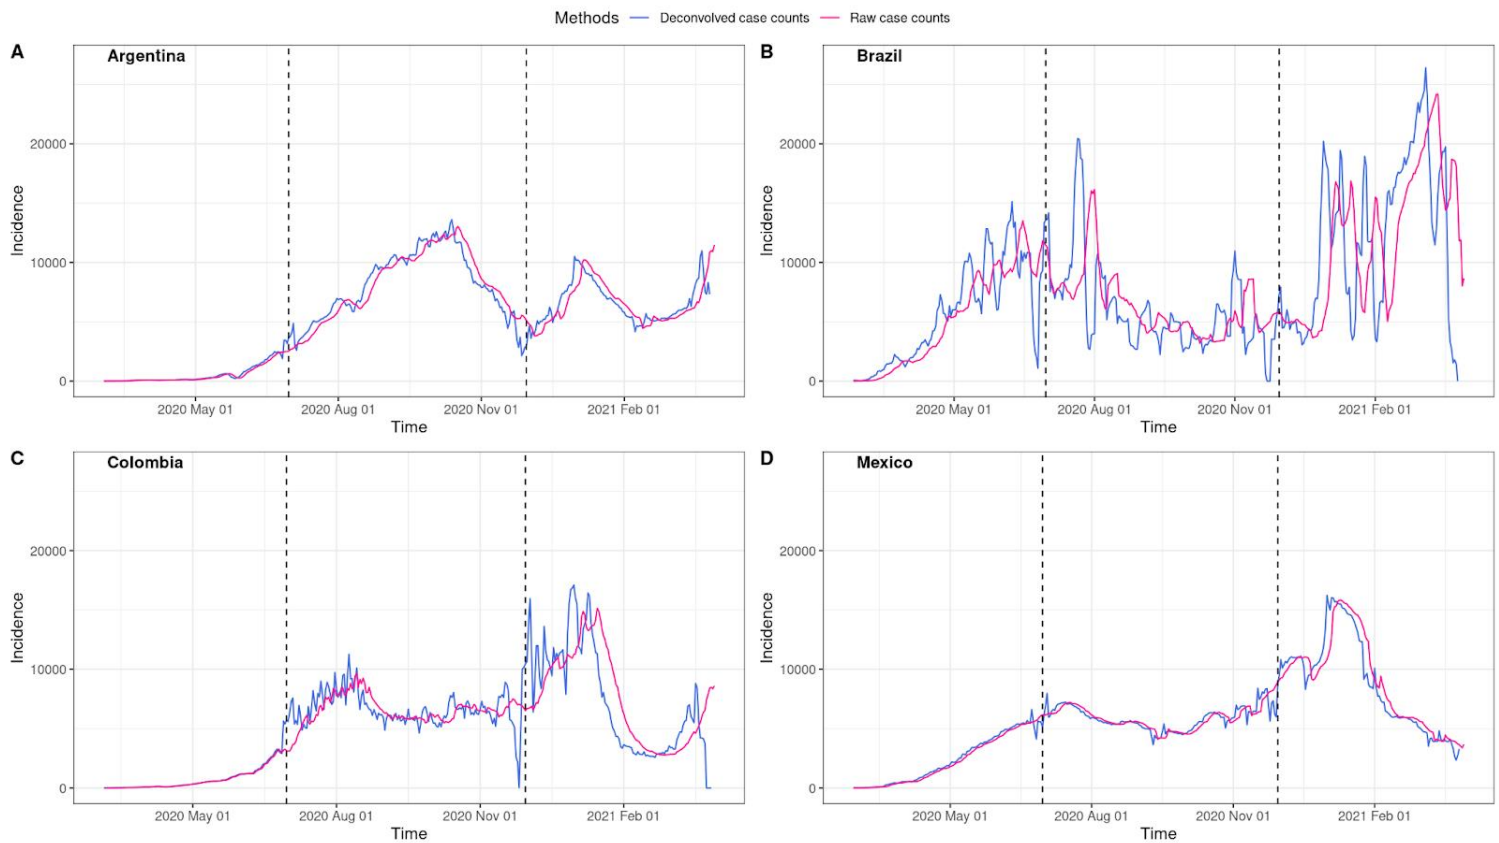 Methods Deconvolved case counts Raw case counts
A Argentina
Incidence
20000
10000
0
2020 May 01 2020 Aug 01 2020 Nov 01 2021 Feb 01
Time
B Brazil
Incidence
20000
10000
0
2020 May 01 2020 Aug 01 2020 Nov 01 2021 Feb 01
Time
C Colombia
Incidence
20000
10000
0
2020 May 01 2020 Aug 01 2020 Nov 01 2021 Feb 01
Time
D Mexico
Incidence
20000
10000
0
2020 May 01 2020 Aug 01 2020 Nov 01 2021 Feb 01
Time